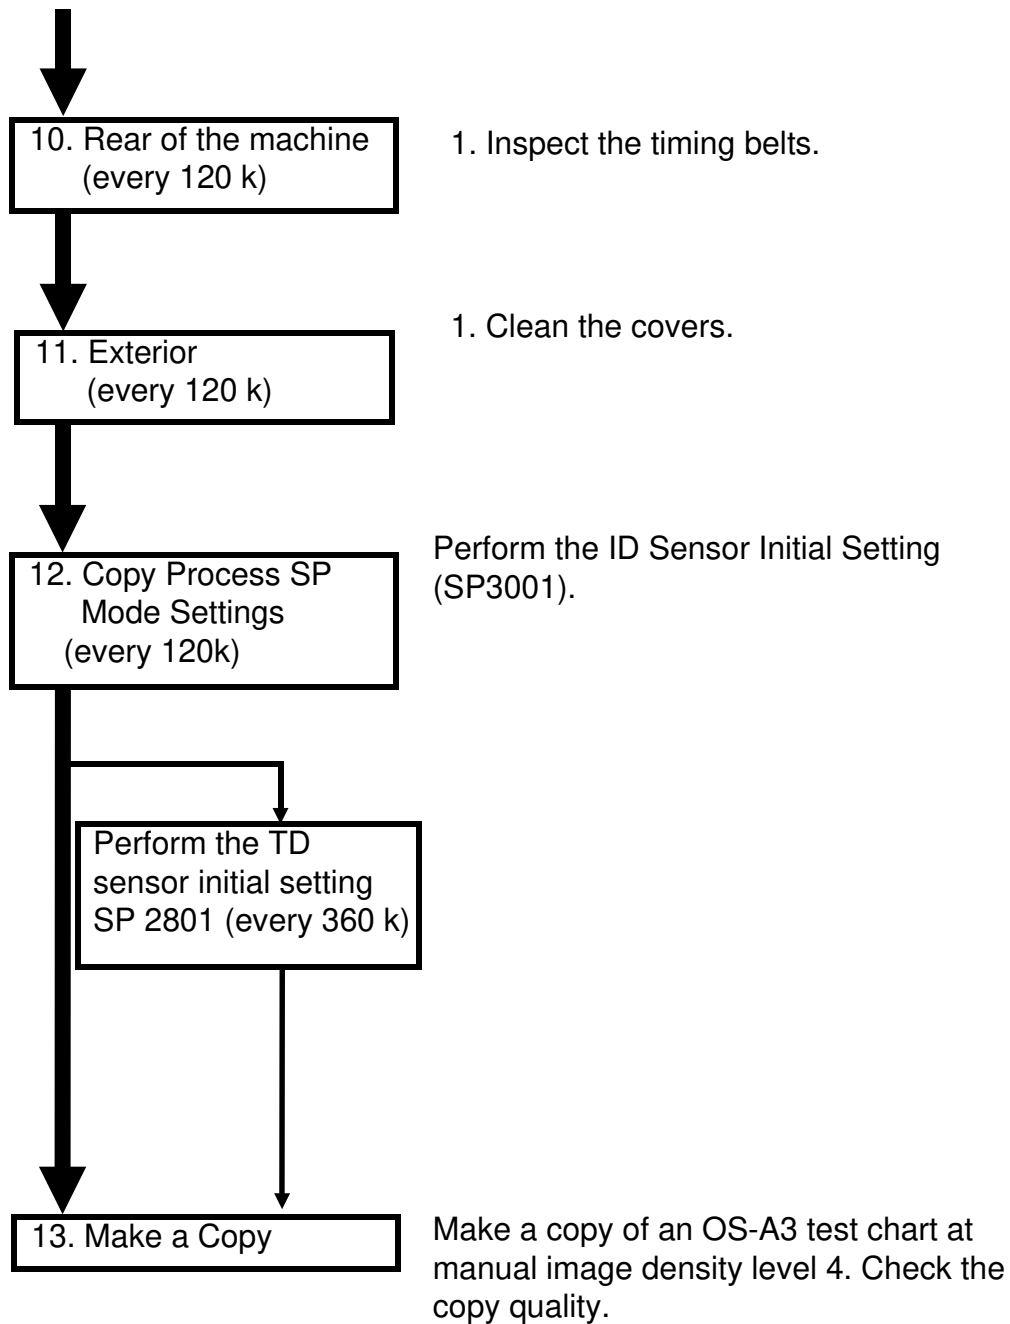 10. Rear of the machine
(every 120 k)
1. Inspect the timing belts.
11. Exterior
(every 120 k)
1. Clean the covers.
12. Copy Process SP
Mode Settings
(every 120k)
Perform the ID Sensor Initial Setting
(SP3001).
Perform the TD
sensor initial setting
SP 2801 (every 360 k)
13. Make a Copy
Make a copy of an OS-A3 test chart at
manual image density level 4. Check the
copy quality.